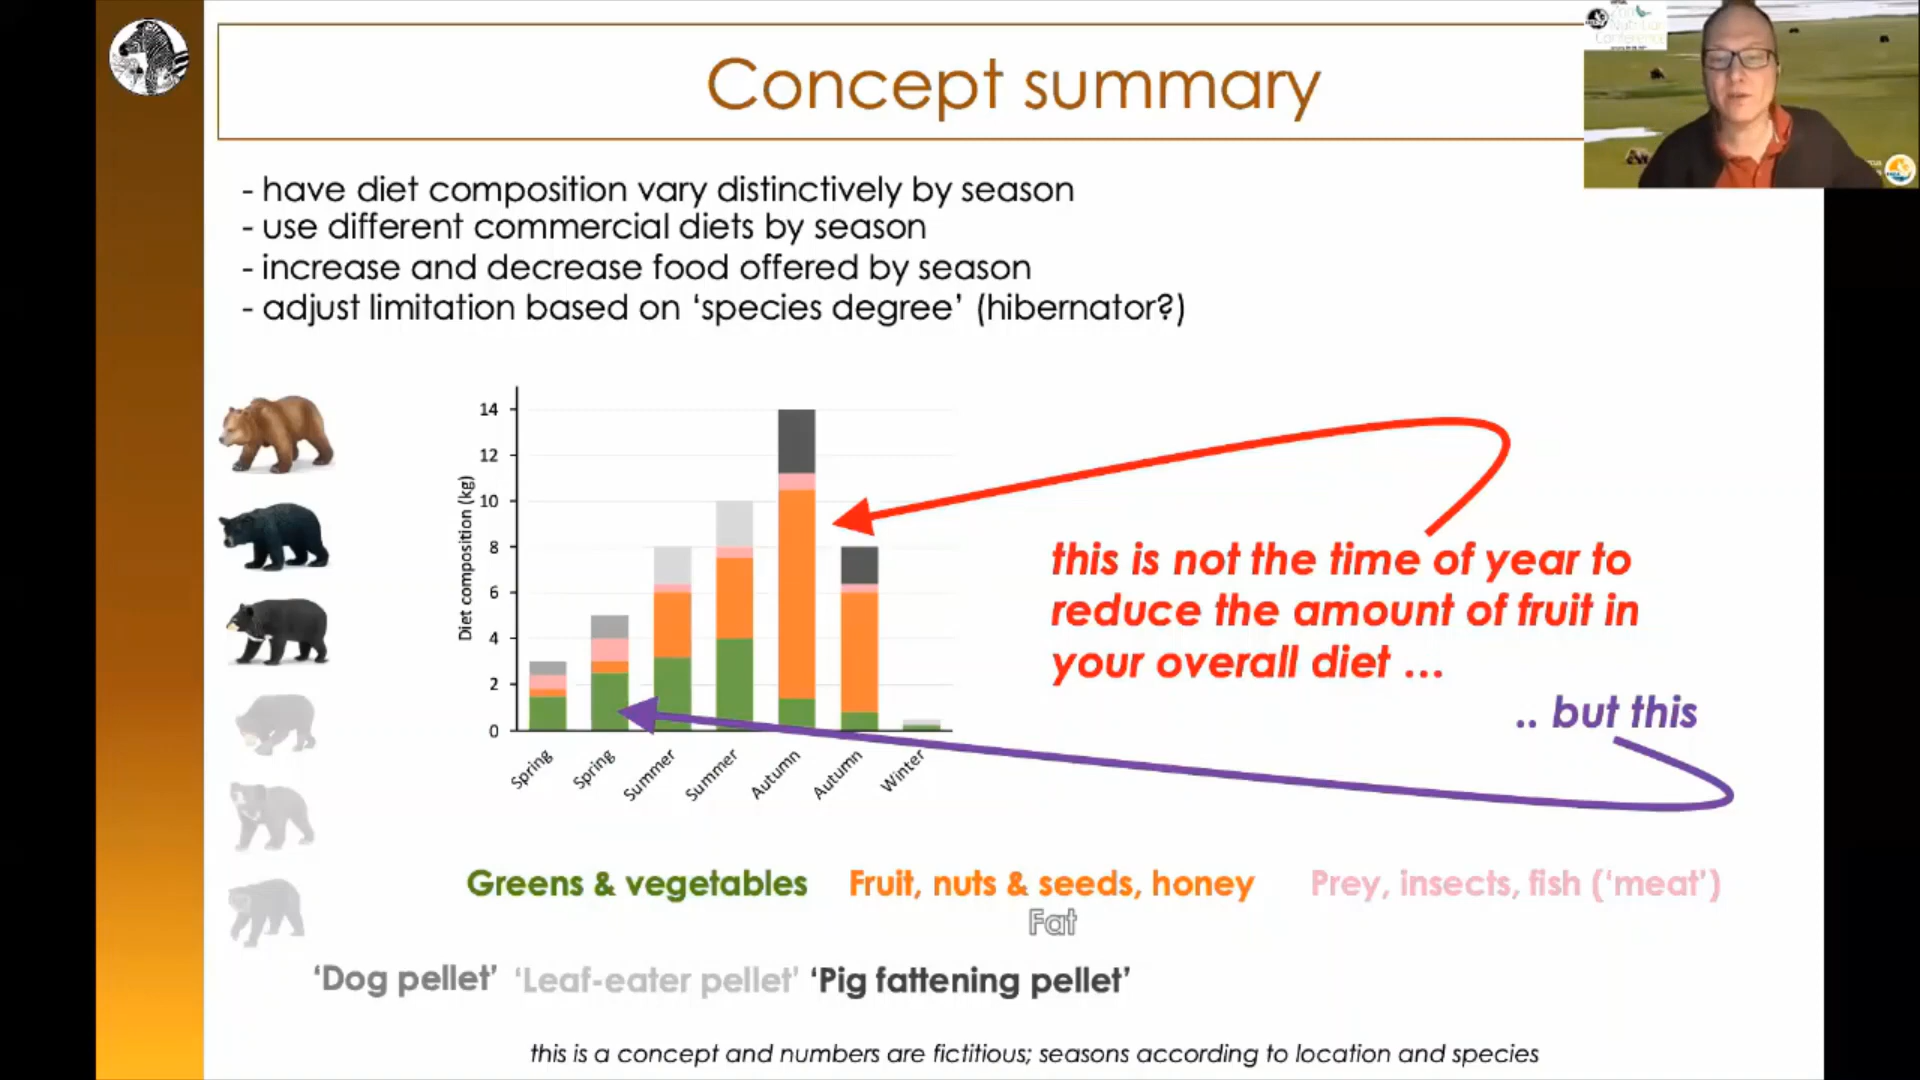 Concept summary
Zoo
Nutrition
Conference
- have diet composition vary distinctively by season
- use different commercial diets by season
- increase and decrease food offered by season
- adjust limitation based on ‘species degree’ (hibernator?)
Diet composition (kg)
14
12
10
8
6
4
2
0
Spring
Spring
Summer
Summer
Autumn
Autumn
Winter
this is not the time of year to
reduce the amount of fruit in
your overall diet ...
.. but this
Greens & vegetables
Fruit, nuts & seeds, honey
Prey, insects, fish (‘meat’)
Fat
‘Dog pellet’
‘Leaf-eater pellet’
‘Pig fattening pellet’
this is a concept and numbers are fictitious; seasons according to location and species